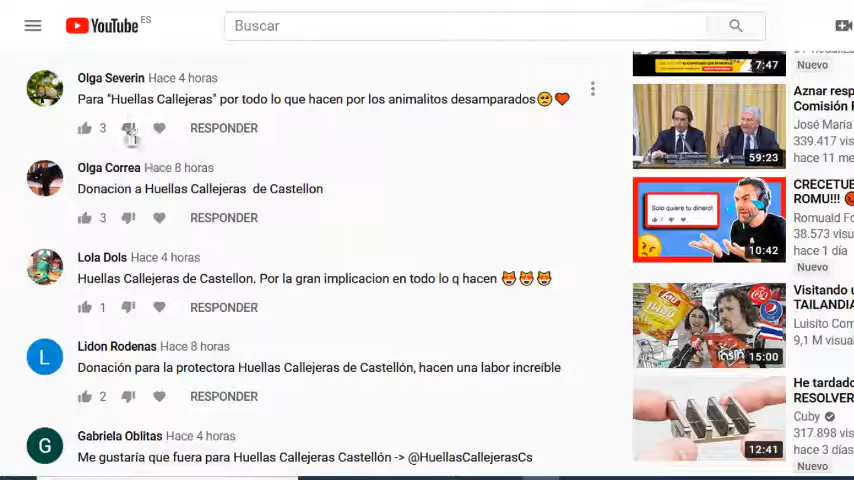 YouTube ES
Buscar
Olga Severin Hace 4 horas
Para "Huellas Callejeras" por todo lo que hacen por los animalitos desamparados🥺❤️
3 RESPONDER
Olga Correa Hace 8 horas
Donacion a Huellas Callejeras de Castellon
3 RESPONDER
Lola Dols Hace 4 horas
Huellas Callejeras de Castellon. Por la gran implicacion en todo lo q hacen 😻😻😻
1 RESPONDER
L
Lidon Rodenas Hace 8 horas
Donación para la protectora Huellas Callejeras de Castellón, hacen una labor increíble
2 RESPONDER
G
Gabriela Oblitas Hace 4 horas
Me gustaría que fuera para Huellas Callejeras Castellón -> @HuellasCallejerasCs
7:47
Nuevo
59:23
Aznar resp
Comisión
José María
339.417 vis
hace 11 me
Solo quiere tu dinero!
10:42
CRECETUB
ROMU!!!
Romuald Fo
38.573 visu
hace 1 día
Nuevo
15:00
Visitando u
TAILANDIA
Luisito Com
9,1 M visual
12:41
He tardado
RESOLVER
Cuby
317.898 vis
hace 3 días
Nuevo